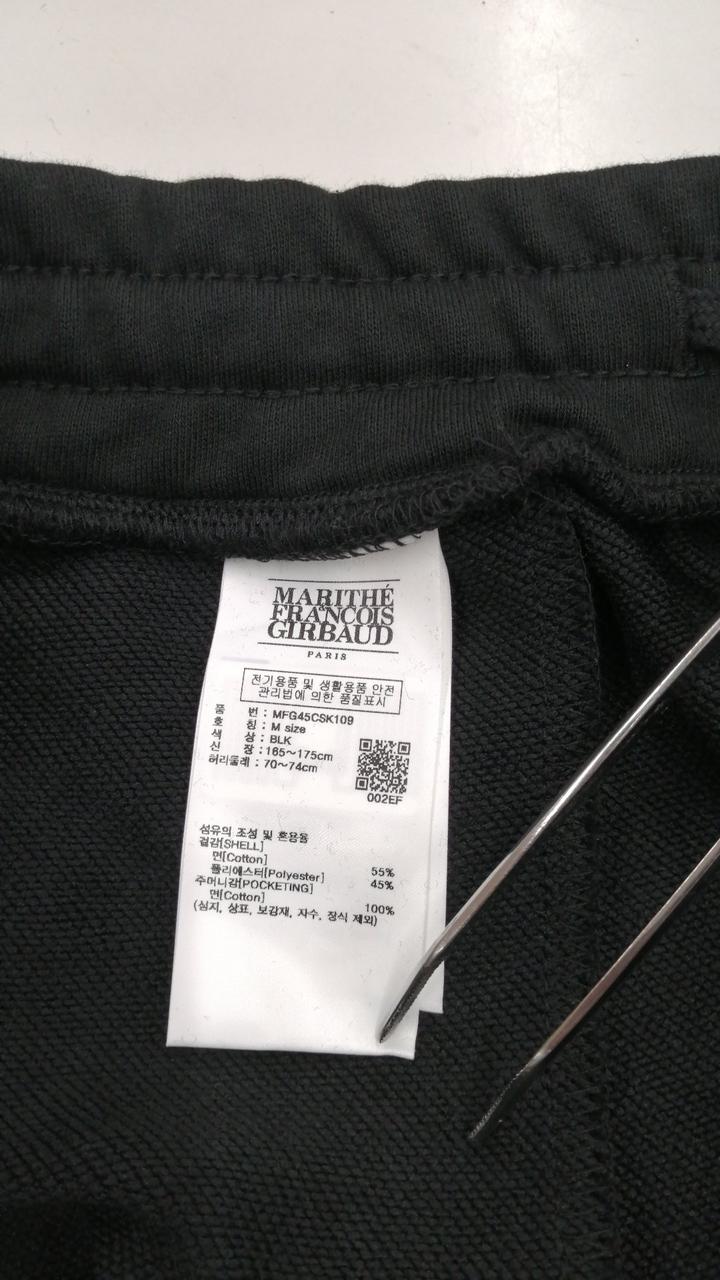 MARITHÉ
FRANCOIS
&
GIRBAUD
PARIS
전기용품 및 생활용품 안전
관리법에 의한 품질표시
품 번 : MFG45CSK109
호 칭 : M size
색 상 : BLK
신 장 : 165~175cm
허리둘레 : 70~74cm
002EF
섬유의 조성 및 혼용율
겉감[SHELL]
면[Cotton] 55%
폴리에스터[Polyester] 45%
주머니감[POCKETING]
면[Cotton] 100%
(심지, 상표, 보강재, 자수, 장식 제외)